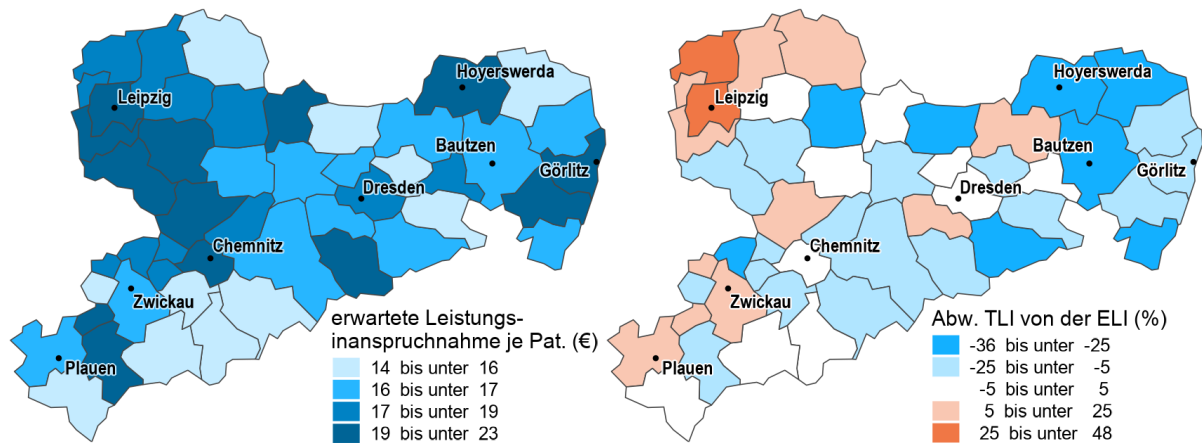 Leipzig
Hoyerswerda
Bautzen
Görlitz
Dresden
Chemnitz
Zwickau
Plauen
erwartete Leistungs-
inanspruchnahme je Pat. (€)
14 bis unter 16
16 bis unter 17
17 bis unter 19
19 bis unter 23
Leipzig
Hoyerswerda
Bautzen
Görlitz
Dresden
Chemnitz
Zwickau
Plauen
Abw. TLI von der ELI (%)
-36 bis unter -25
-25 bis unter -5
-5 bis unter 5
5 bis unter 25
25 bis unter 48